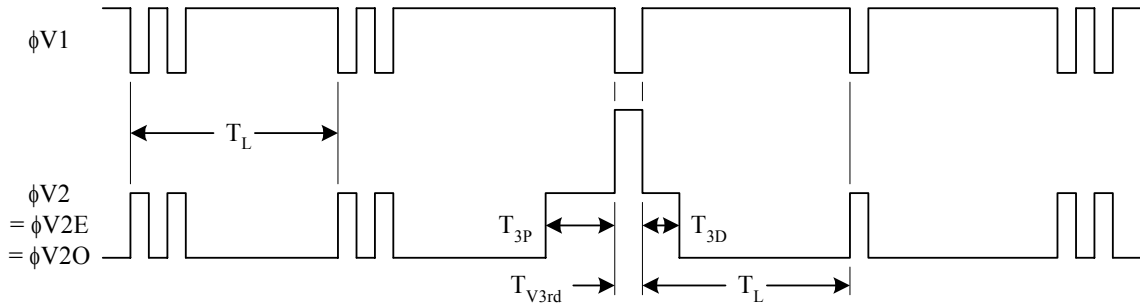 ϕV1
T_L
ϕV2
= ϕV2E
= ϕV2O
T_3P
T_3D
T_V3rd
T_L